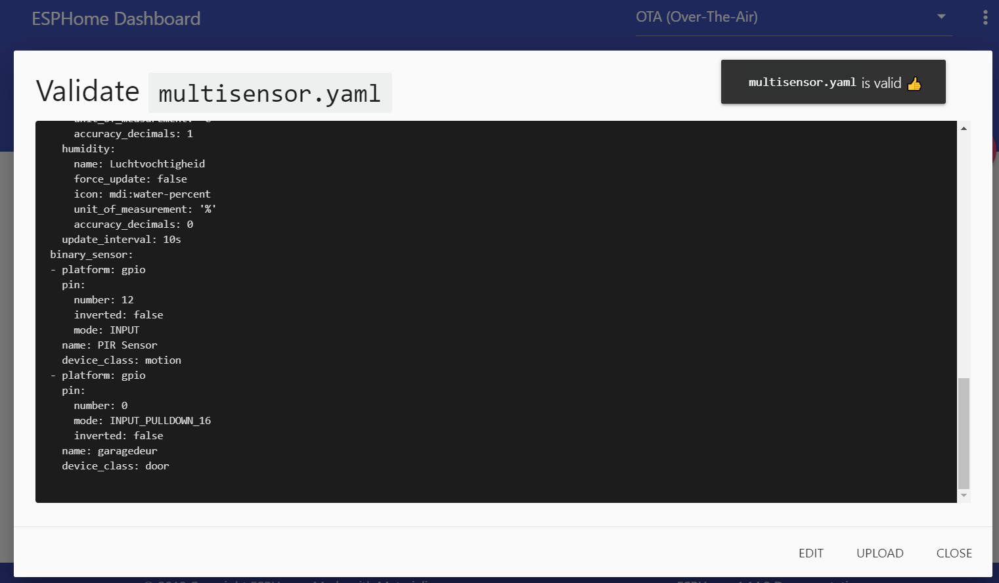 ESPHome Dashboard
OTA (Over-The-Air)
Validate multisensor.yaml
multisensor.yaml is valid 👍
unit_of_measurement: °C
accuracy_decimals: 1
humidity:
name: Luchtvochtigheid
force_update: false
icon: mdi:water-percent
unit_of_measurement: '%'
accuracy_decimals: 0
update_interval: 10s
binary_sensor:
- platform: gpio
pin:
number: 12
inverted: false
mode: INPUT
name: PIR Sensor
device_class: motion
- platform: gpio
pin:
number: 0
mode: INPUT_PULLDOWN_16
inverted: false
name: garagedeur
device_class: door
EDIT
UPLOAD
CLOSE